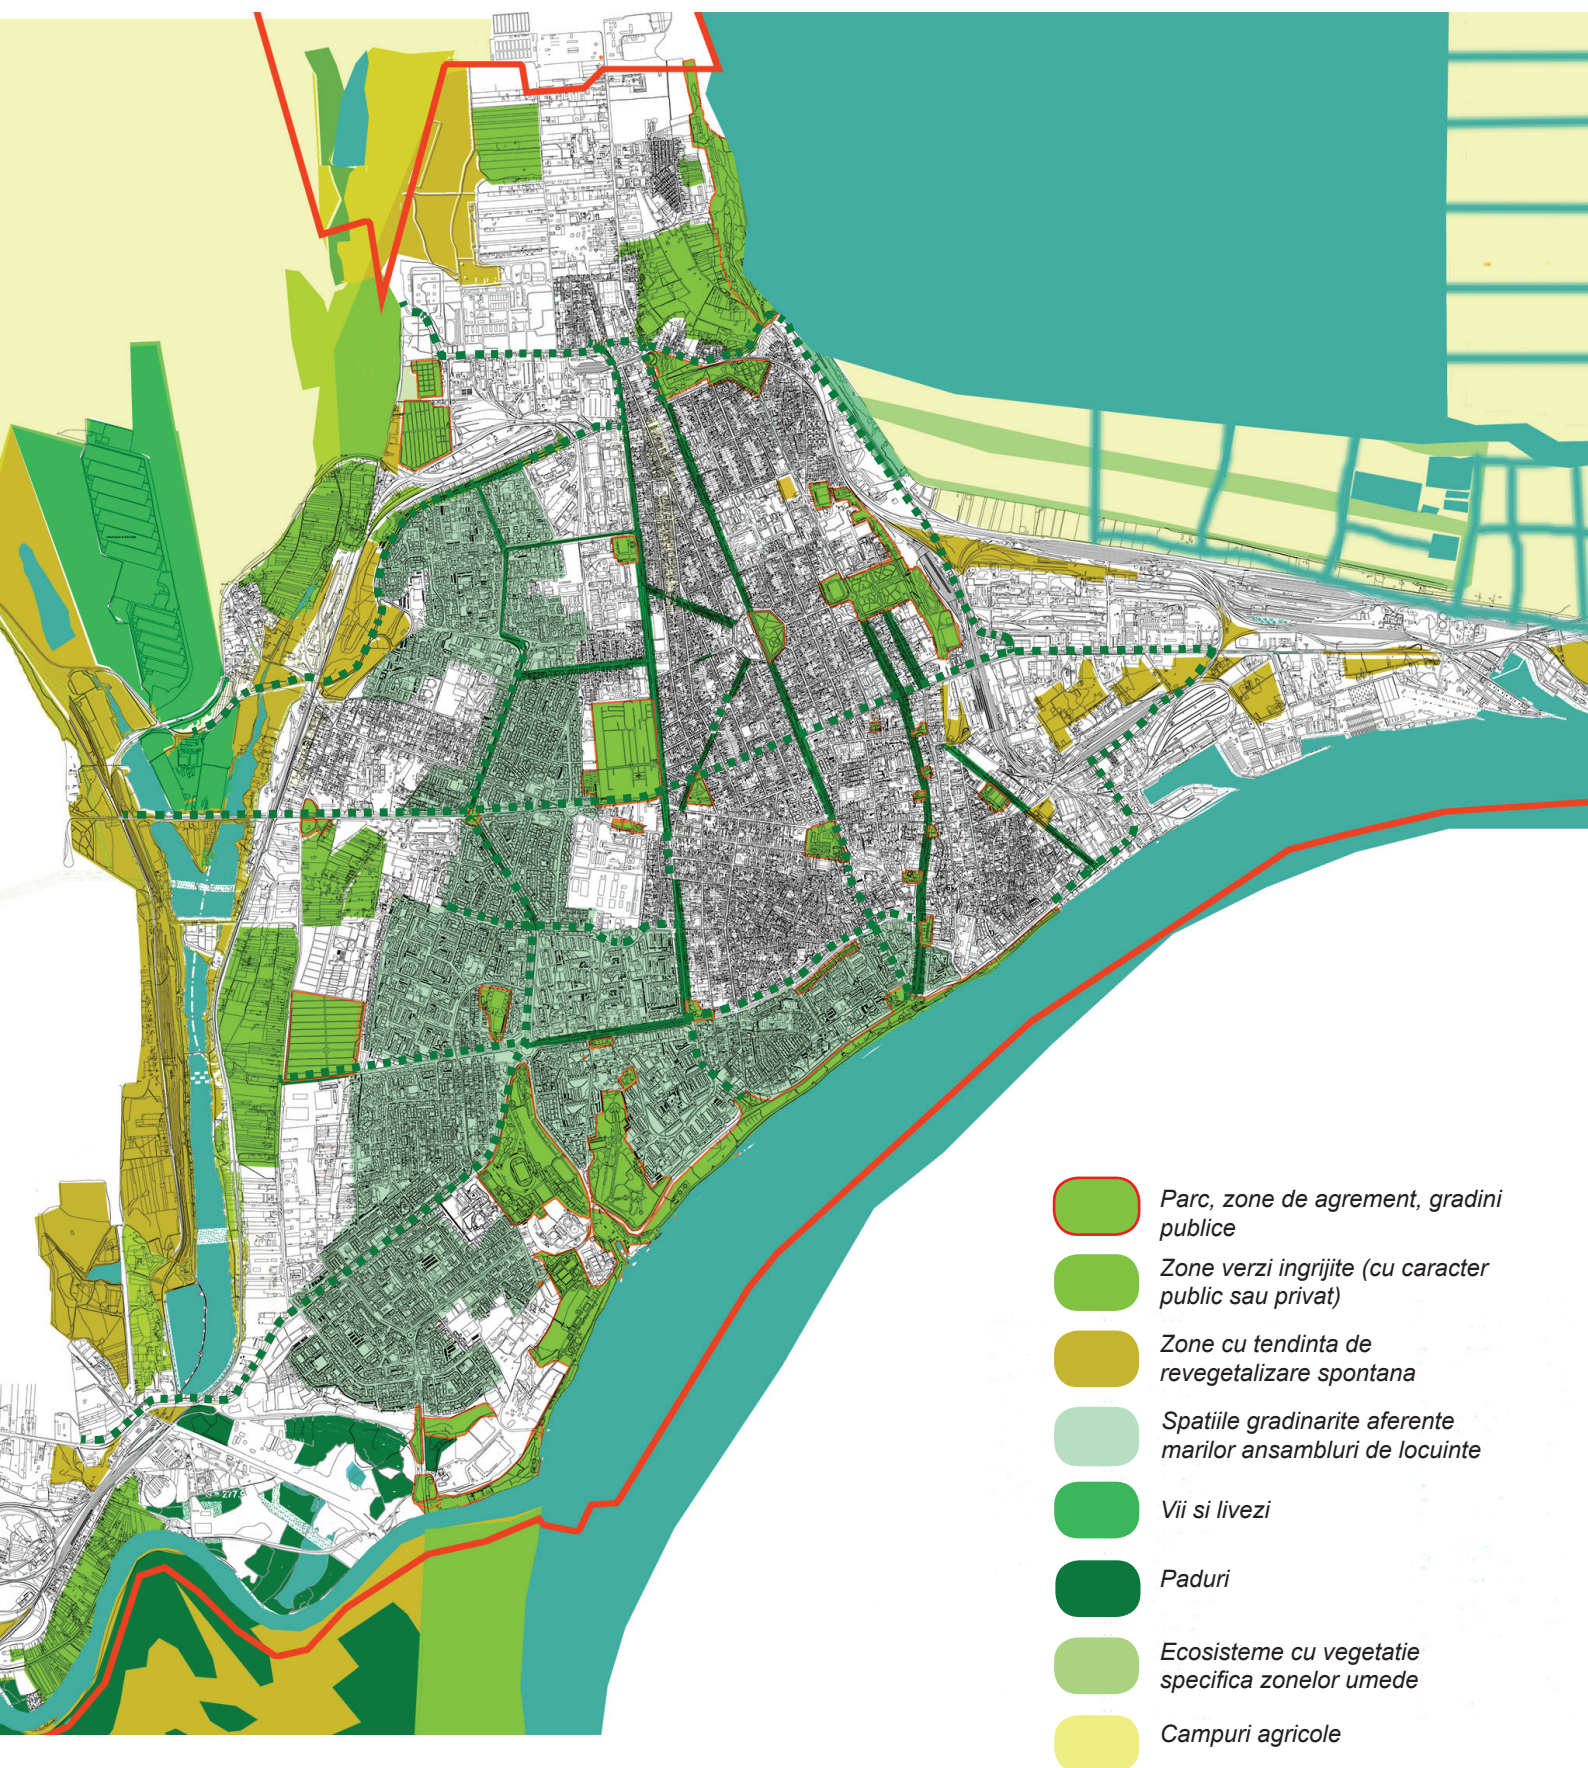 Parc, zone de agrement, gradini
publice
Zone verzi ingrijite (cu caracter
public sau privat)
Zone cu tendinta de
revegetalizare spontana
Spatiile gradinarite aferente
marilor ansambluri de locuinte
Vii si livezi
Paduri
Ecosisteme cu vegetatie
specifica zonelor umede
Campuri agricole